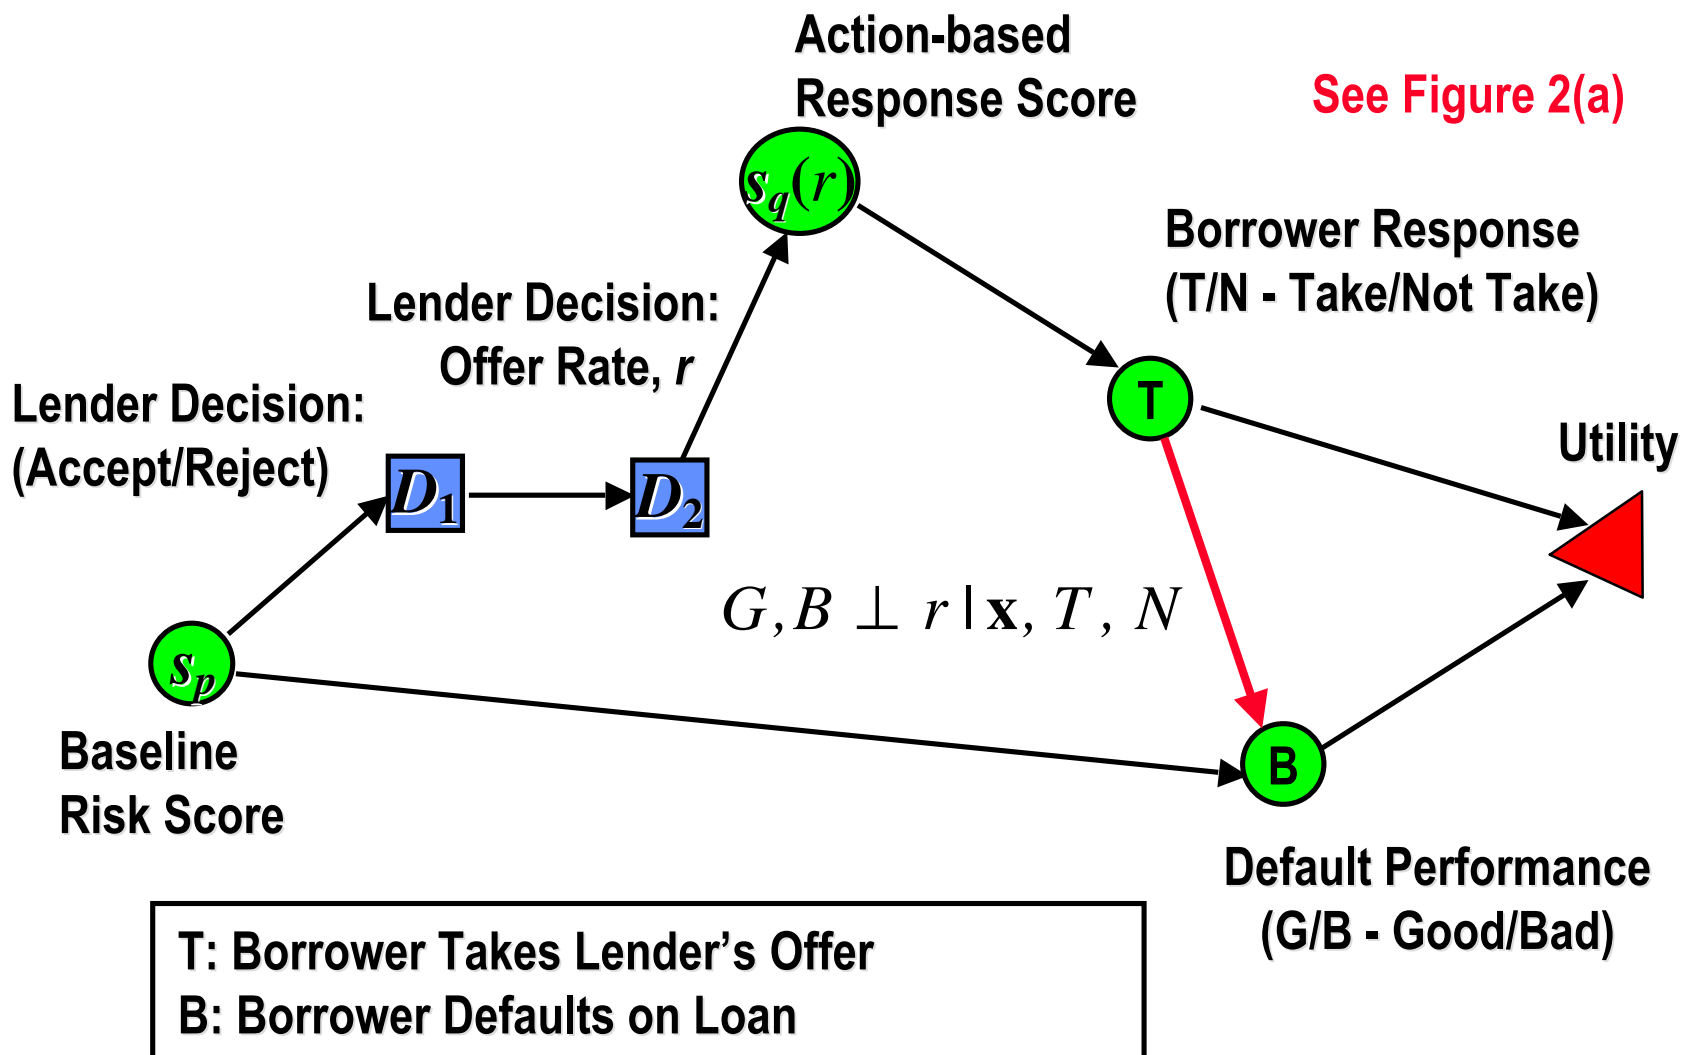 Action-based
Response Score
See Figure 2(a)
s_q(r)
Borrower Response
(T/N - Take/Not Take)
Lender Decision:
Offer Rate, r
Lender Decision:
(Accept/Reject)
T
Utility
D_1
D_2
G, B ⊥ r | x, T, N
s_p
Baseline
Risk Score
B
Default Performance
(G/B - Good/Bad)
T: Borrower Takes Lender’s Offer
B: Borrower Defaults on Loan